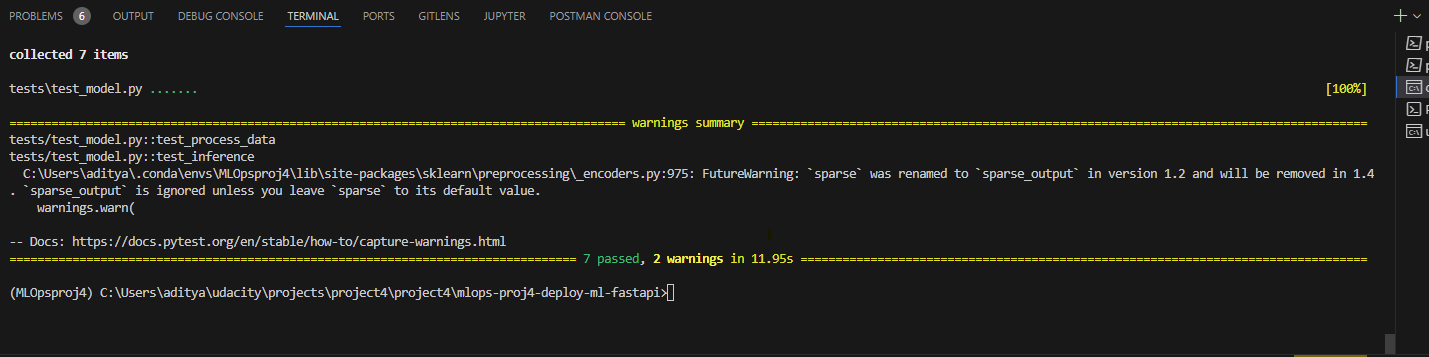 PROBLEMS 6 OUTPUT DEBUG CONSOLE TERMINAL PORTS GITLENS JUPYTER POSTMAN CONSOLE
collected 7 items
tests\test_model.py ....... [100%]
============================== warnings summary ==============================
tests/test_model.py::test_process_data
tests/test_model.py::test_inference
  C:\Users\aditya\.conda\envs\MLOpsproj4\lib\site-packages\sklearn\preprocessing\_encoders.py:975: FutureWarning: `sparse` was renamed to `sparse_output` in version 1.2 and will be removed in 1.4
. `sparse_output` is ignored unless you leave `sparse` to its default value.
    warnings.warn(
-- Docs: https://docs.pytest.org/en/stable/how-to/capture-warnings.html
============================== 7 passed, 2 warnings in 11.95s ==============================
(MLOpsproj4) C:\Users\aditya\udacity\projects\project4\project4\mlops-proj4-deploy-ml-fastapi>